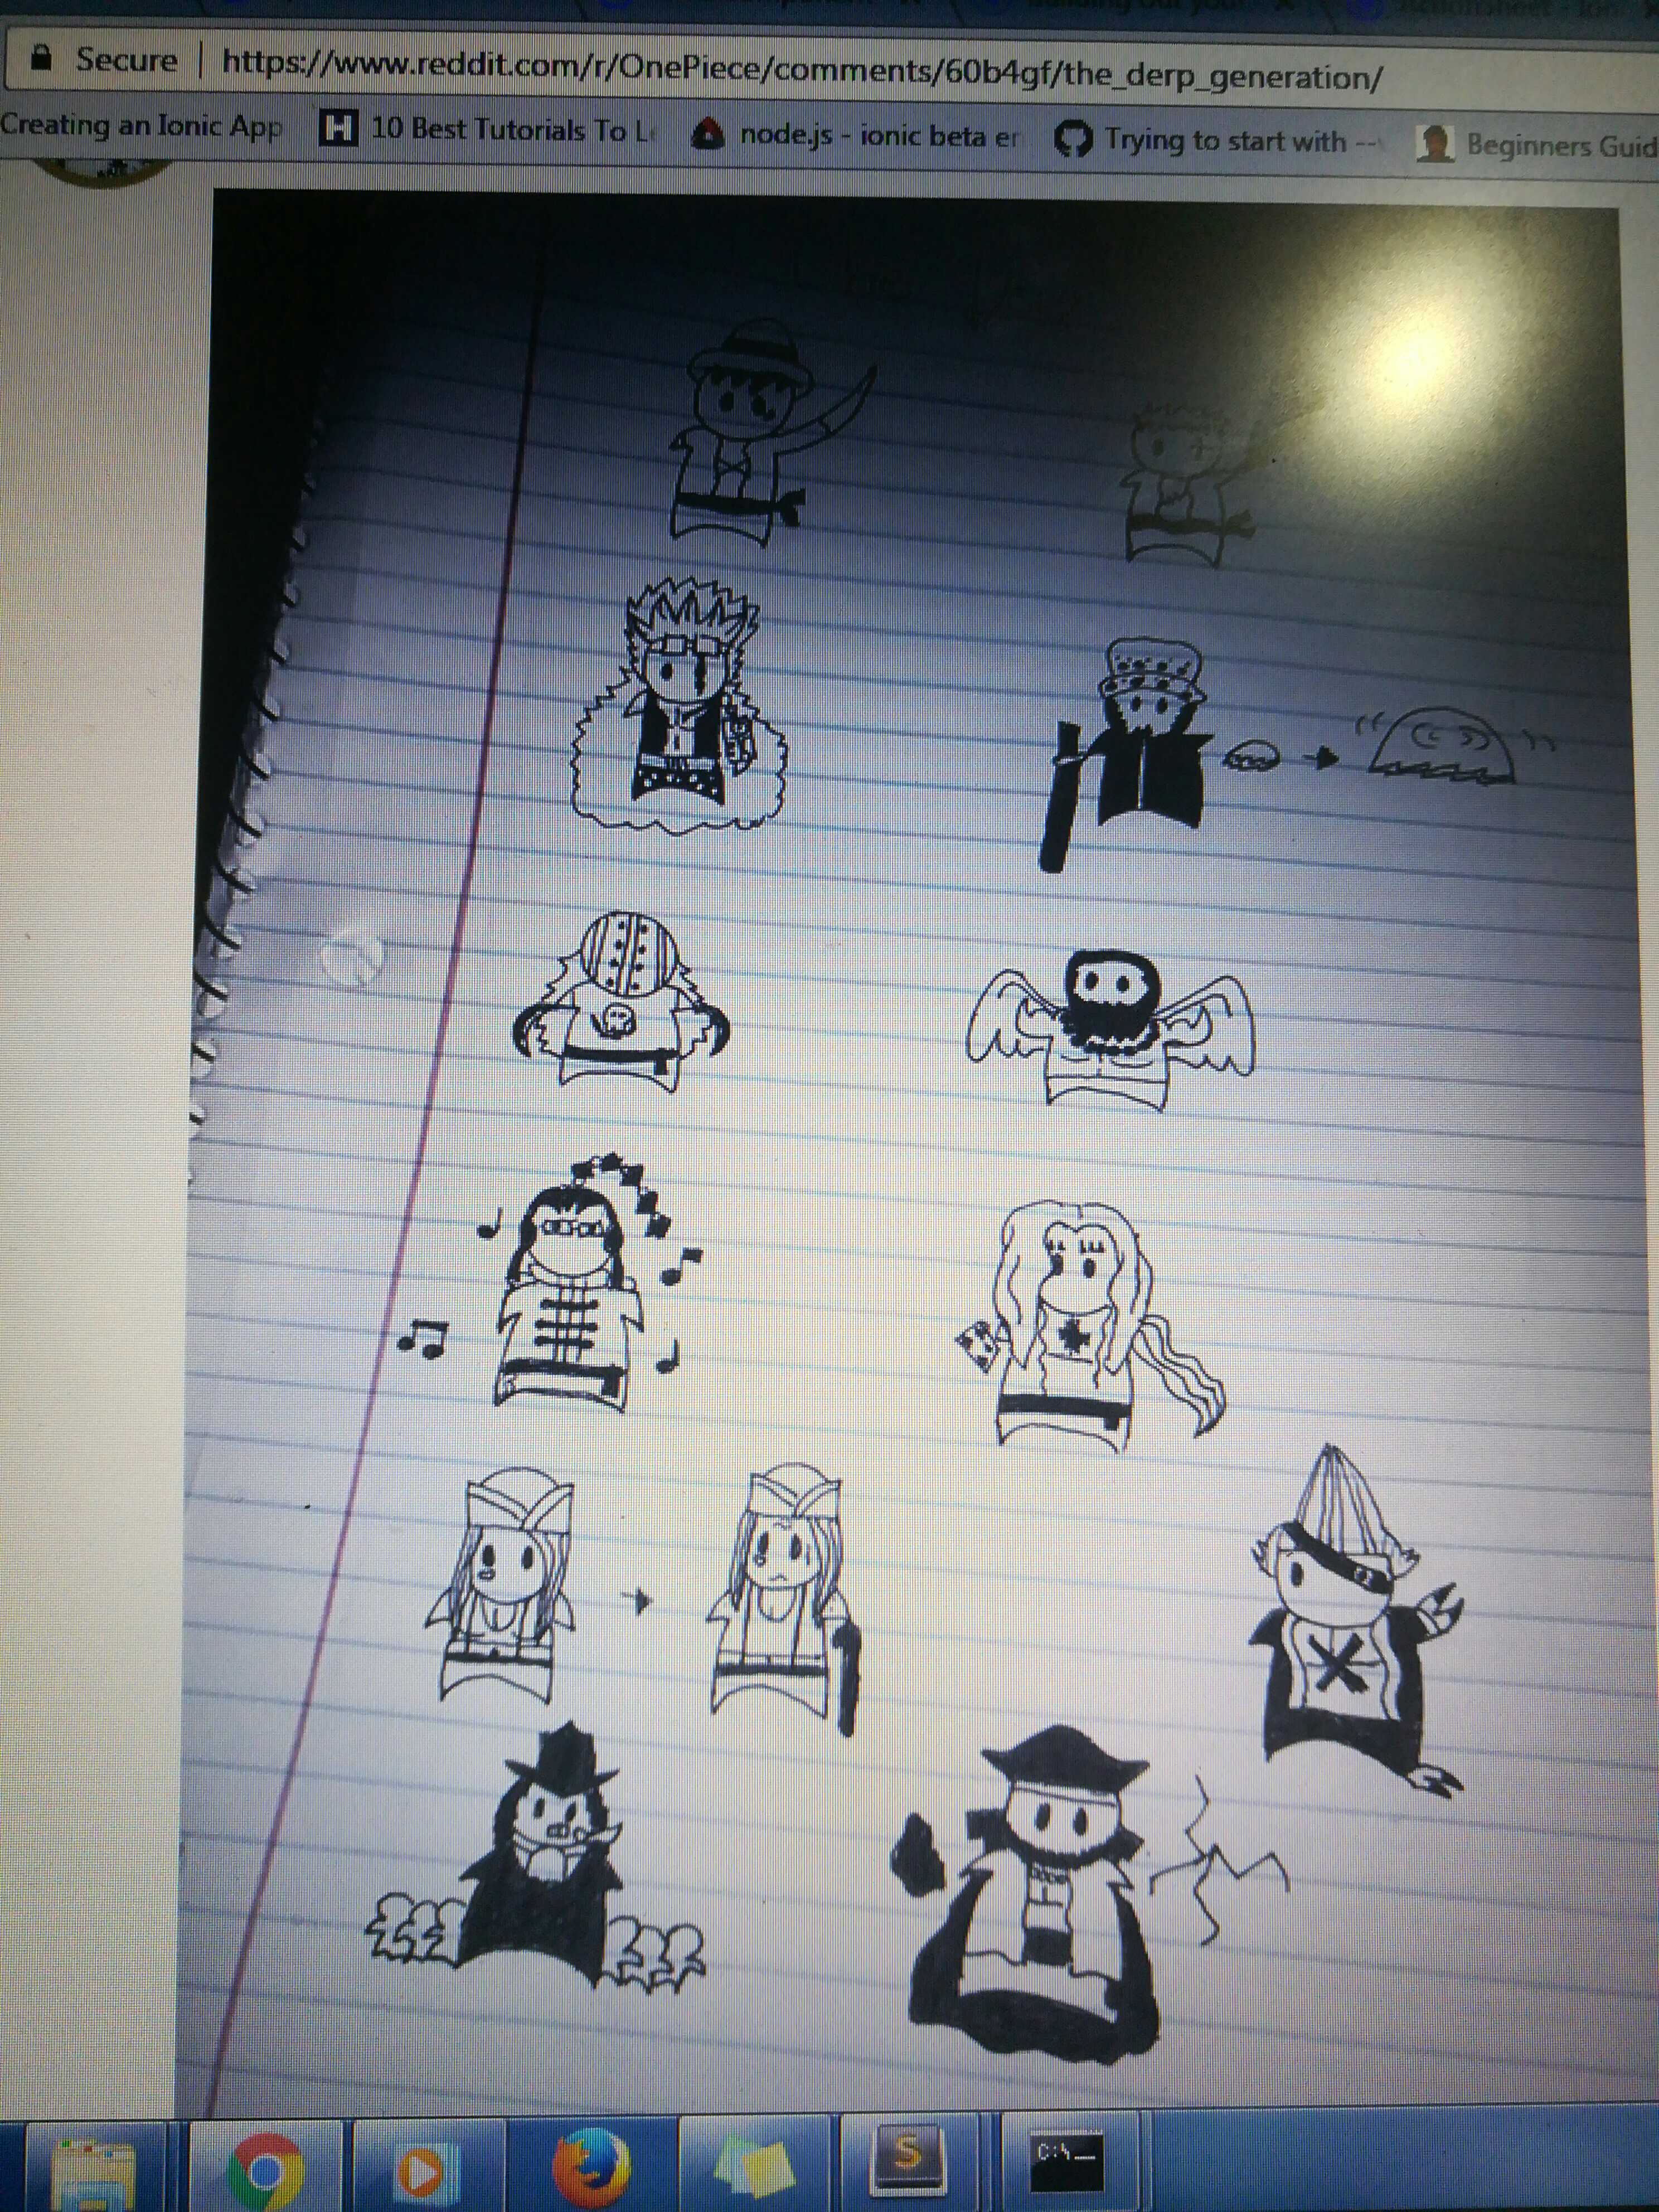 Secure | https://www.reddit.com/r/OnePiece/comments/60b4gf/the_derp_generation/
Creating an Ionic App 10 Best Tutorials To L node.js - ionic beta er Trying to start with -- Beginners Guid
S
C:\_